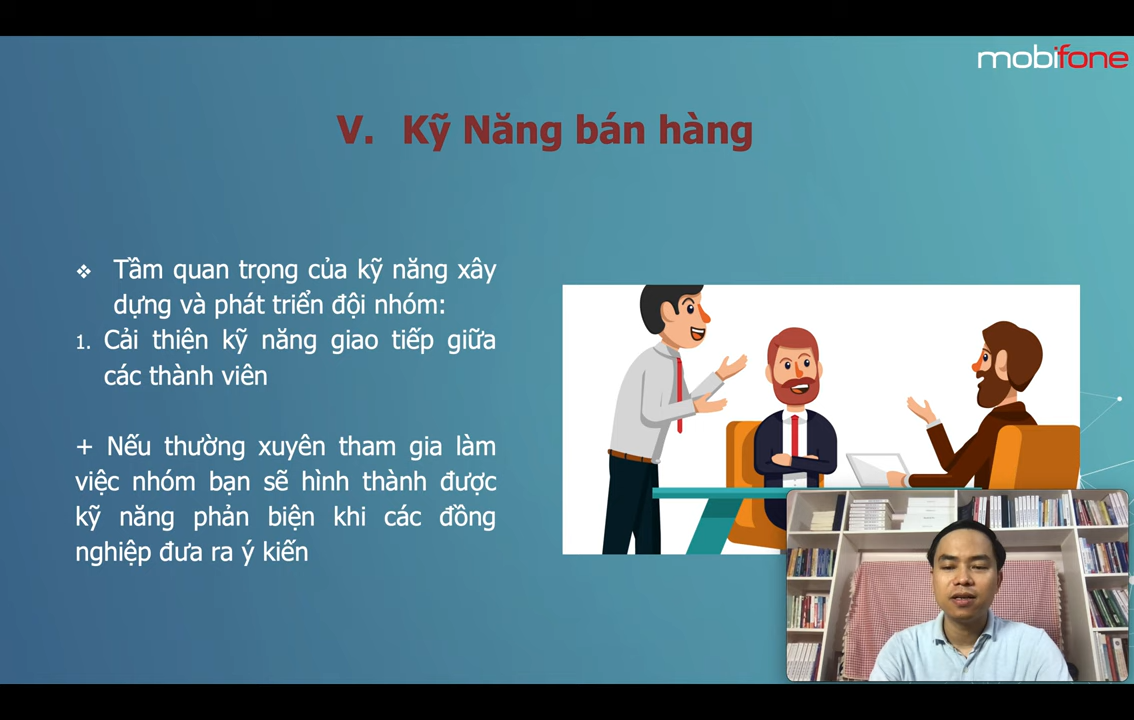 mobifone
V. Kỹ Năng bán hàng
❖ Tầm quan trọng của kỹ năng xây
dựng và phát triển đội nhóm:
1. Cải thiện kỹ năng giao tiếp giữa
các thành viên
+ Nếu thường xuyên tham gia làm
việc nhóm bạn sẽ hình thành được
kỹ năng phản biện khi các đồng
nghiệp đưa ra ý kiến